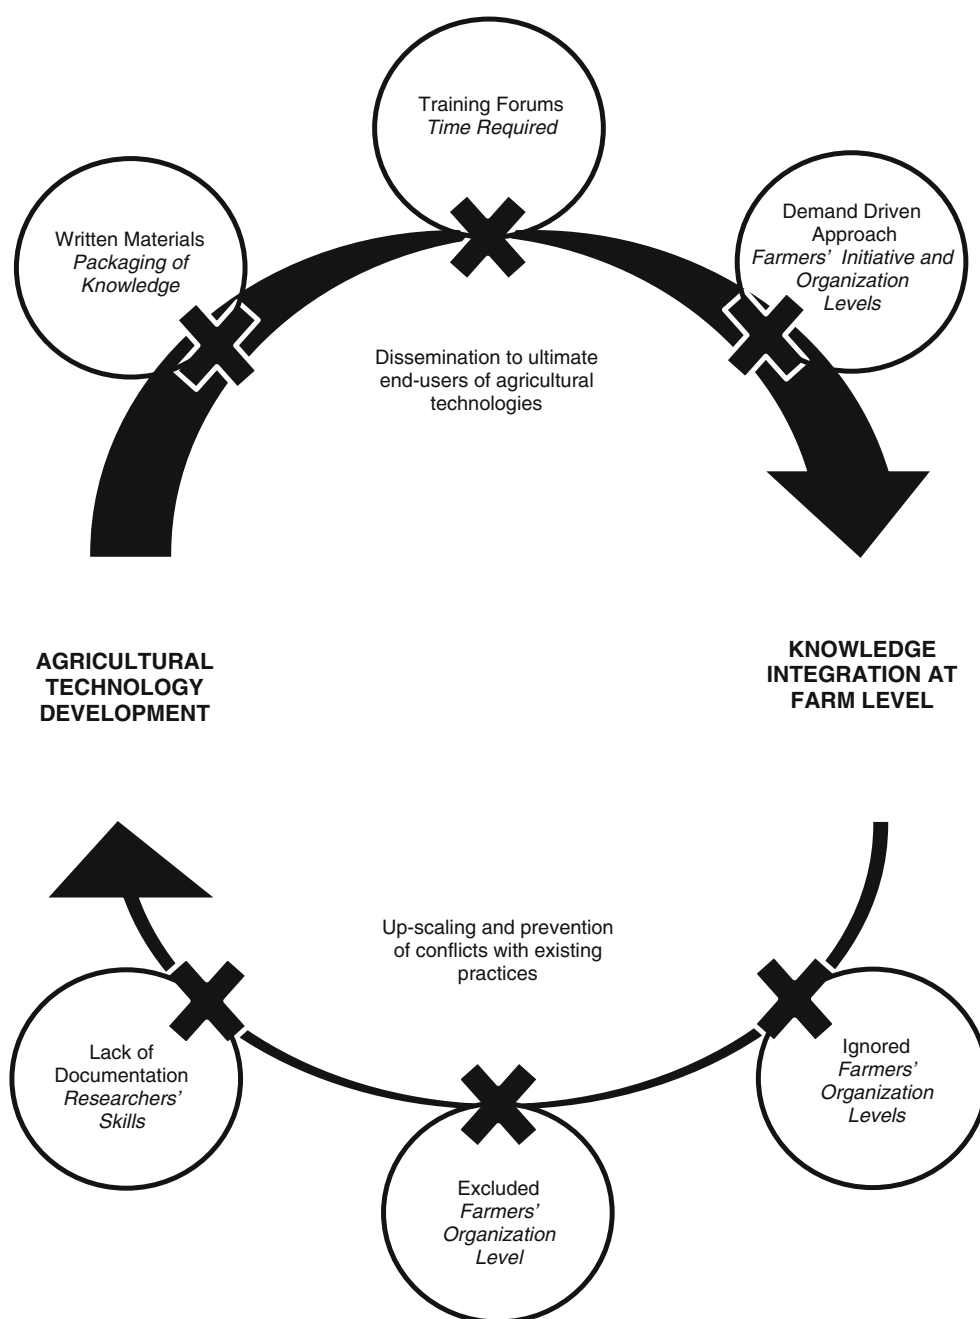 Training Forums
Time Required
Written Materials
Packaging of
Knowledge
Demand Driven
Approach
Farmers' Initiative and
Organization
Levels
Dissemination to ultimate
end-users of agricultural
technologies
AGRICULTURAL
TECHNOLOGY
DEVELOPMENT
KNOWLEDGE
INTEGRATION AT
FARM LEVEL
Up-scaling and prevention
of conflicts with existing
practices
Lack of
Documentation
Researchers'
Skills
Ignored
Farmers'
Organization
Levels
Excluded
Farmers'
Organization
Level